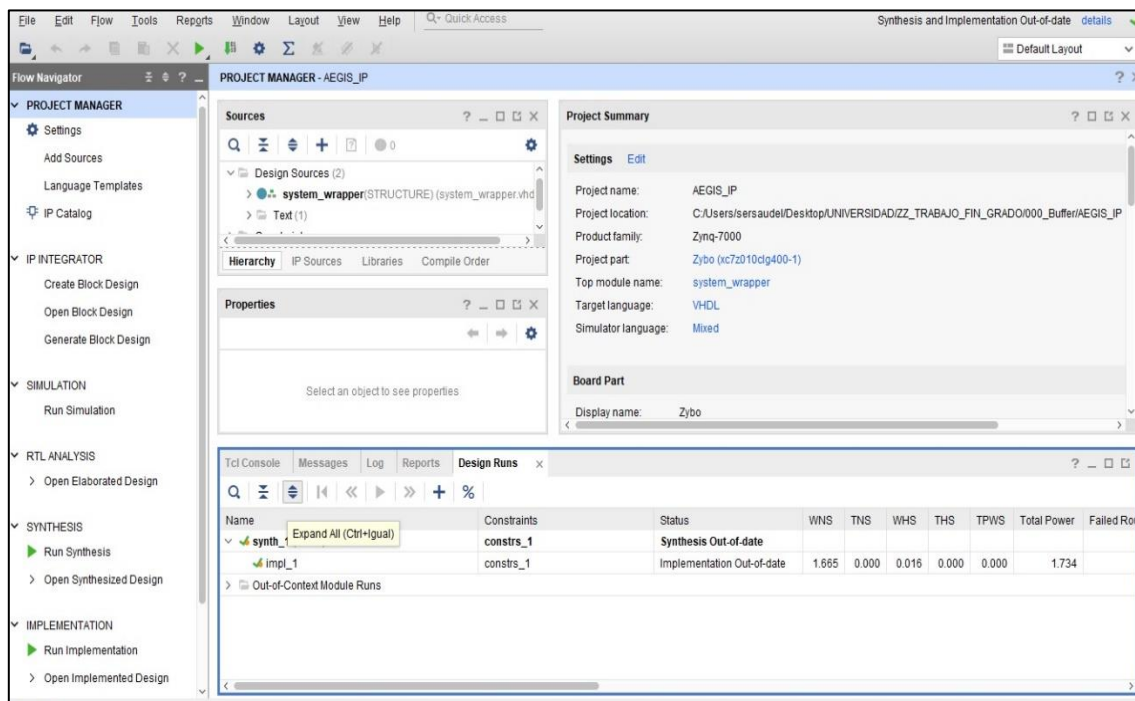 File Edit Flow Tools Reports Window Layout View Help Quick Access
Synthesis and Implementation Out-of-date details
Default Layout
Flow Navigator
PROJECT MANAGER
Settings
Add Sources
Language Templates
IP Catalog
IP INTEGRATOR
Create Block Design
Open Block Design
Generate Block Design
SIMULATION
Run Simulation
RTL ANALYSIS
Open Elaborated Design
SYNTHESIS
Run Synthesis
Open Synthesized Design
IMPLEMENTATION
Run Implementation
Open Implemented Design
PROJECT MANAGER - AEGIS_IP
Sources
0
Design Sources (2)
system_wrapper(STRUCTURE) (system_wrapper.vhd
Text (1)
Hierarchy IP Sources Libraries Compile Order
Properties
Select an object to see properties
Project Summary
Settings Edit
Project name: AEGIS_IP
Project location: C:/Users/sersaudel/Desktop/UNIVERSIDAD/ZZ_TRABAJO_FIN_GRADO/000_Buffer/AEGIS_IP
Product family: Zynq-7000
Project part: Zybo (xc7z010clg400-1)
Top module name: system_wrapper
Target language: VHDL
Simulator language: Mixed
Board Part
Display name: Zybo
Tcl Console Messages Log Reports Design Runs
Name Constraints Status WNS TNS WHS THS TPWS Total Power Failed Rou
Expand All (Ctrl+Igual)
synth_1 constrs_1 Synthesis Out-of-date
impl_1 constrs_1 Implementation Out-of-date 1.665 0.000 0.016 0.000 0.000 1.734
Out-of-Context Module Runs